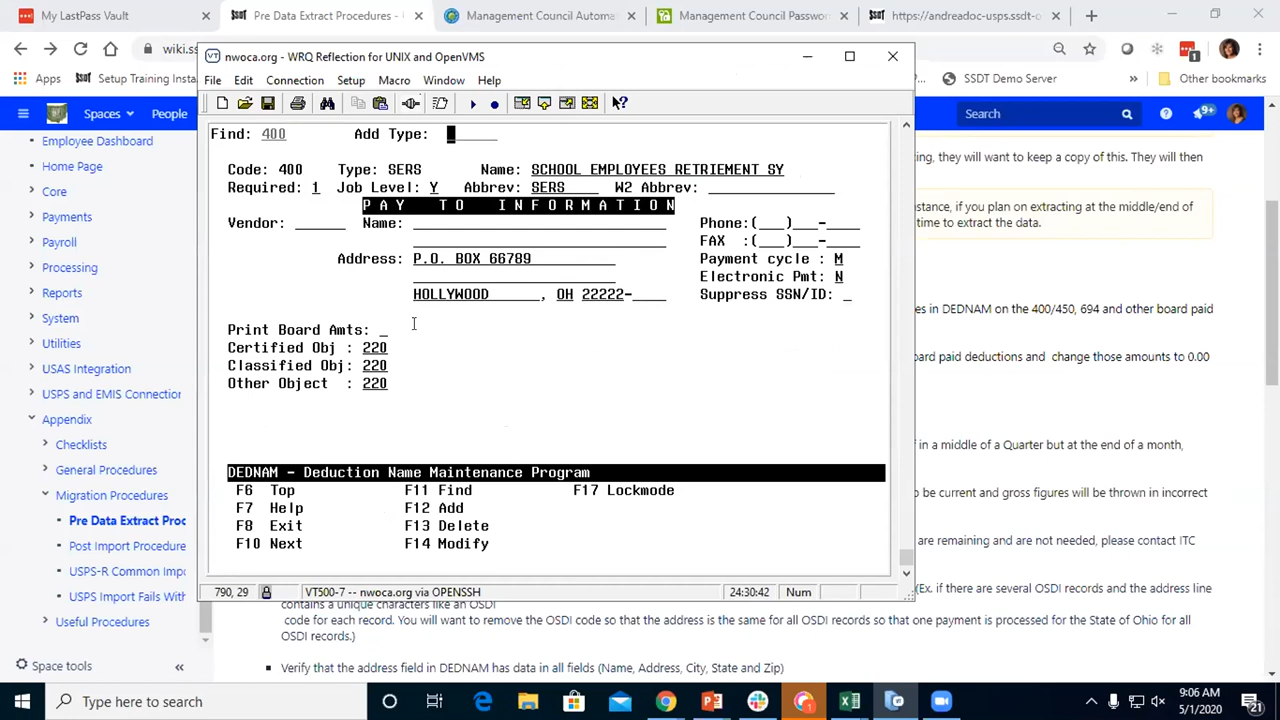 My LastPass Vault
Pre Data Extract Procedures -
Management Council Automa
Management Council Passwor
https://andreadoc-usps.ssdt-o
wiki.ss
Apps
Setup Training Insta
SSDT Demo Server
Other bookmarks
nwoca.org - WRQ Reflection for UNIX and OpenVMS
File Edit Connection Setup Macro Window Help
Spaces People
Search
9+
Employee Dashboard
Home Page
Core
Payments
Payroll
Processing
Reports
System
Utilities
USAS Integration
USPS and EMIS Connection
Appendix
Checklists
General Procedures
Migration Procedures
Pre Data Extract Proc
Post Import Procedure
USPS-R Common Impo
USPS Import Fails With
Useful Procedures
Space tools
Find: 400 Add Type:
Code: 400 Type: SERS Name: SCHOOL EMPLOYEES RETRIEMENT SY
Required: 1 Job Level: Y Abbrev: SERS W2 Abbrev:
PAY TO INFORMATION
Vendor: Name: Phone:( ) -
FAX :( ) -
Address: P.O. BOX 66789 Payment cycle : M
Electronic Pmt: N
HOLLYWOOD , OH 22222- Suppress SSN/ID:
Print Board Amts:
Certified Obj : 220
Classified Obj: 220
Other Object : 220
DEDNAM - Deduction Name Maintenance Program
F6 Top F11 Find F17 Lockmode
F7 Help F12 Add
F8 Exit F13 Delete
F10 Next F14 Modify
790, 29 VT500-7 -- nwoca.org via OPENSSH 24:30:42 Num
ing, they will want to keep a copy of this. They will then
instance, if you plan on extracting at the middle/end of
time to extract the data.
es in DEDNAM on the 400/450, 694 and other board paid
oard paid deductions and change those amounts to 0.00
f in a middle of a Quarter but at the end of a month,
o be current and gross figures will be thrown in incorrect
are remaining and are not needed, please contact ITC
(Ex. if there are several OSDI records and the address line
contains a unique characters like an OSDI
code for each record. You will want to remove the OSDI code so that the address is the same for all OSDI records so that one payment is processed for the State of Ohio for all
OSDI records.)
Verify that the address field in DEDNAM has data in all fields (Name, Address, City, State and Zip)
Type here to search
9:06 AM
5/1/2020
21